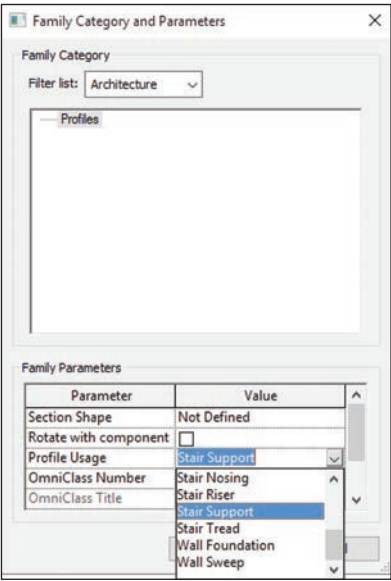 Family Category and Parameters
Family Category
Filter list: Architecture
Profiles
Family Parameters
Parameter Value
Section Shape Not Defined
Rotate with component
Profile Usage Stair Support
OmniClass Number Stair Nosing
Stair Riser
OmniClass Title Stair Support
Stair Tread
Wall Foundation
Wall Sweep